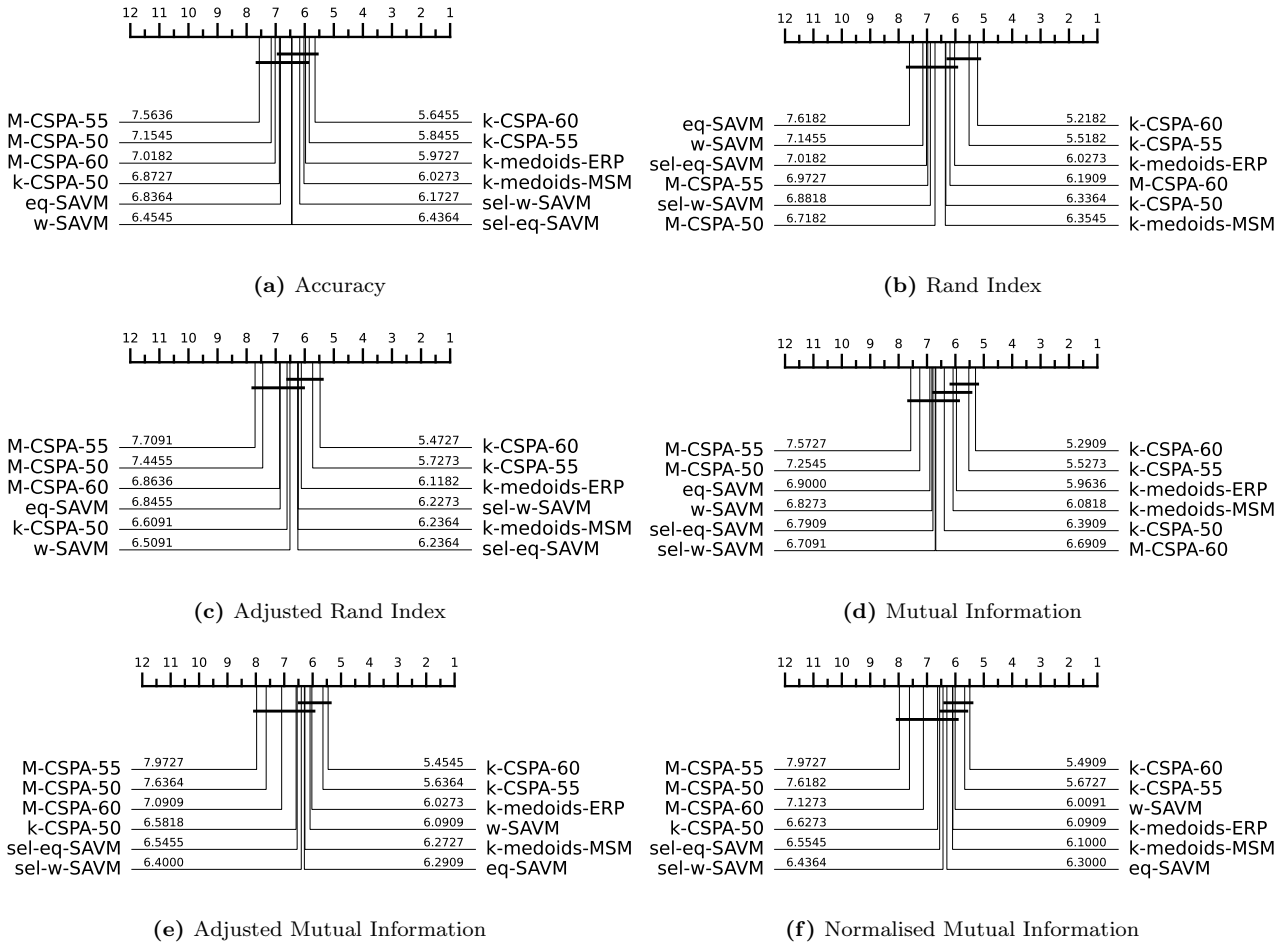 12 11 10 9 8 7 6 5 4 3 2 1
M-CSPA-55 7.5636 5.6455 k-CSPA-60
M-CSPA-50 7.1545 5.8455 k-CSPA-55
M-CSPA-60 7.0182 5.9727 k-medoids-ERP
k-CSPA-50 6.8727 6.0273 k-medoids-MSM
eq-SAVM 6.8364 6.1727 sel-w-SAVM
w-SAVM 6.4545 6.4364 sel-eq-SAVM
(a) Accuracy
12 11 10 9 8 7 6 5 4 3 2 1
eq-SAVM 7.6182 5.2182 k-CSPA-60
w-SAVM 7.1455 5.5182 k-CSPA-55
sel-eq-SAVM 7.0182 6.0273 k-medoids-ERP
M-CSPA-55 6.9727 6.1909 M-CSPA-60
sel-w-SAVM 6.8818 6.3364 k-CSPA-50
M-CSPA-50 6.7182 6.3545 k-medoids-MSM
(b) Rand Index
12 11 10 9 8 7 6 5 4 3 2 1
M-CSPA-55 7.7091 5.4727 k-CSPA-60
M-CSPA-50 7.4455 5.7273 k-CSPA-55
M-CSPA-60 6.8636 6.1182 k-medoids-ERP
eq-SAVM 6.8455 6.2273 sel-w-SAVM
k-CSPA-50 6.6091 6.2364 k-medoids-MSM
w-SAVM 6.5091 6.2364 sel-eq-SAVM
(c) Adjusted Rand Index
12 11 10 9 8 7 6 5 4 3 2 1
M-CSPA-55 7.5727 5.2909 k-CSPA-60
M-CSPA-50 7.2545 5.5273 k-CSPA-55
eq-SAVM 6.9000 5.9636 k-medoids-ERP
w-SAVM 6.8273 6.0818 k-medoids-MSM
sel-eq-SAVM 6.7909 6.3909 k-CSPA-50
sel-w-SAVM 6.7091 6.6909 M-CSPA-60
(d) Mutual Information
12 11 10 9 8 7 6 5 4 3 2 1
M-CSPA-55 7.9727 5.4545 k-CSPA-60
M-CSPA-50 7.6364 5.6364 k-CSPA-55
M-CSPA-60 7.0909 6.0273 k-medoids-ERP
k-CSPA-50 6.5818 6.0909 w-SAVM
sel-eq-SAVM 6.5455 6.2727 k-medoids-MSM
sel-w-SAVM 6.4000 6.2909 eq-SAVM
(e) Adjusted Mutual Information
12 11 10 9 8 7 6 5 4 3 2 1
M-CSPA-55 7.9727 5.4909 k-CSPA-60
M-CSPA-50 7.6182 5.6727 k-CSPA-55
M-CSPA-60 7.1273 6.0091 w-SAVM
k-CSPA-50 6.6273 6.0909 k-medoids-ERP
sel-eq-SAVM 6.5545 6.1000 k-medoids-MSM
sel-w-SAVM 6.4364 6.3000 eq-SAVM
(f) Normalised Mutual Information